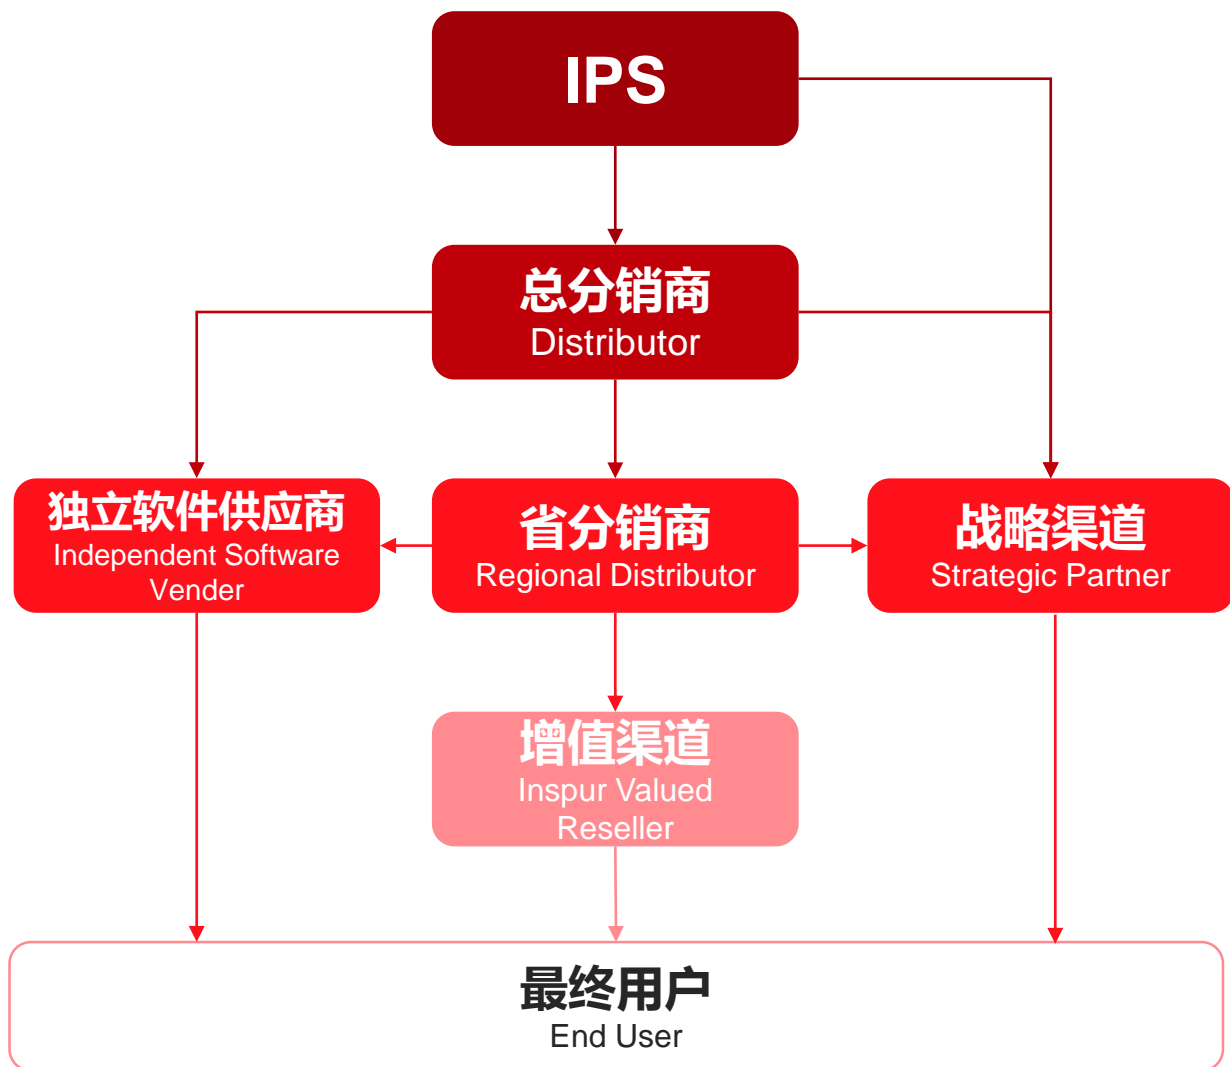 IPS
总分销商
Distributor
独立软件供应商
Independent Software
Vender
省分销商
Regional Distributor
战略渠道
Strategic Partner
增值渠道
Inspur Valued
Reseller
最终用户
End User